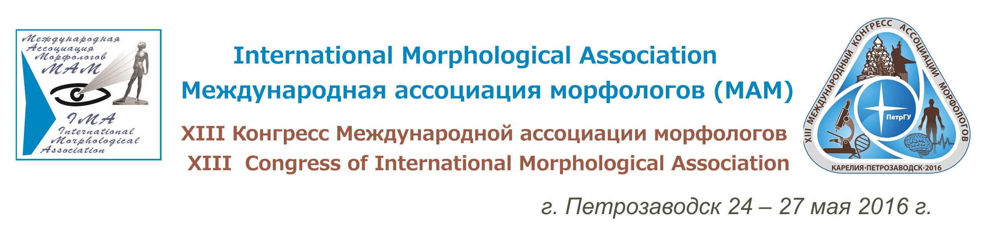 Международная
Ассоциация
Морфологов
МАМ
IMA
International
Morphological
Association
International Morphological Association
Международная ассоциация морфологов (МАМ)
XIII Конгресс Международной ассоциации морфологов
XIII Congress of International Morphological Association
г. Петрозаводск 24 – 27 мая 2016 г.
XIII МЕЖДУНАРОДНЫЙ КОНГРЕСС АССОЦИАЦИИ МОРФОЛОГОВ
ПетрГУ
КАРЕЛИЯ·ПЕТРОЗАВОДСК·2016